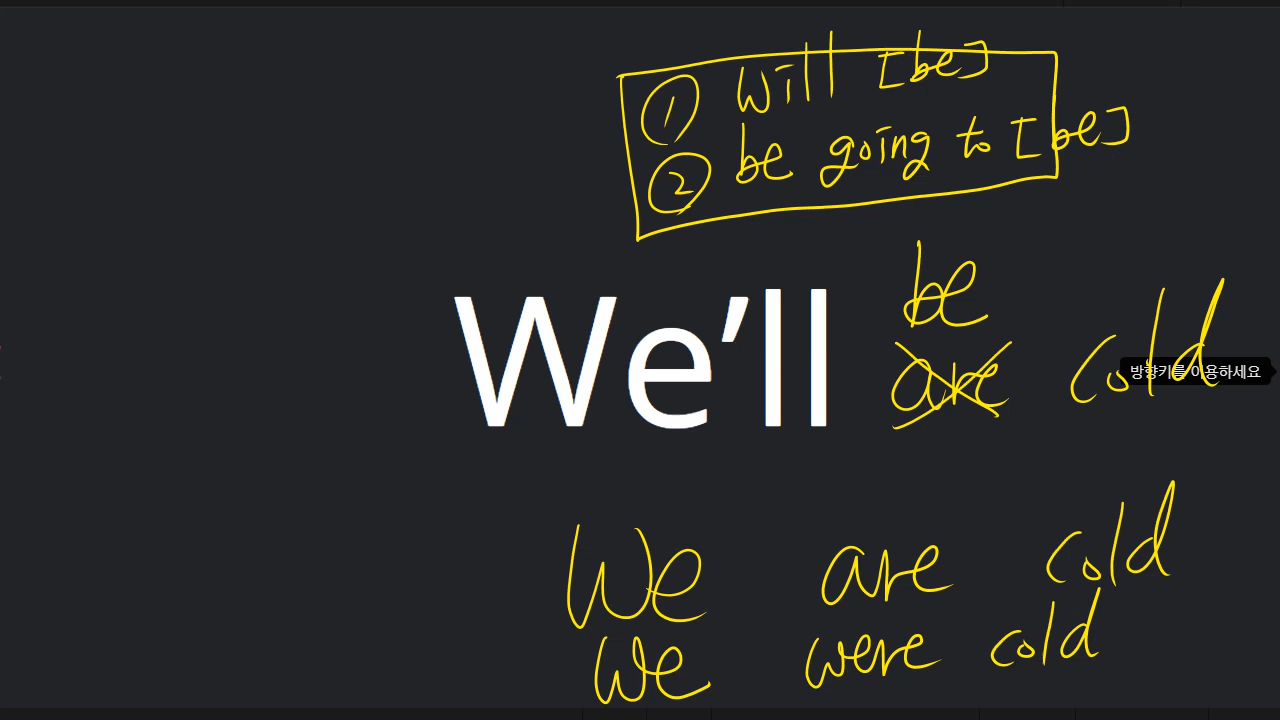 ① Will [be]
② be going to [be]
be
We'll are cold
방향키를 이용하세요
We are cold
We were cold